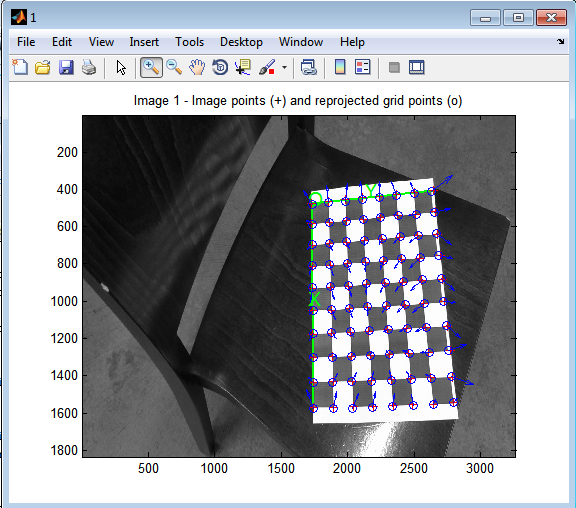 1
File Edit View Insert Tools Desktop Window Help
Image 1 - Image points (+) and reprojected grid points (o)
200
400
600
800
1000
1200
1400
1600
1800
O
Y
X
500 1000 1500 2000 2500 3000